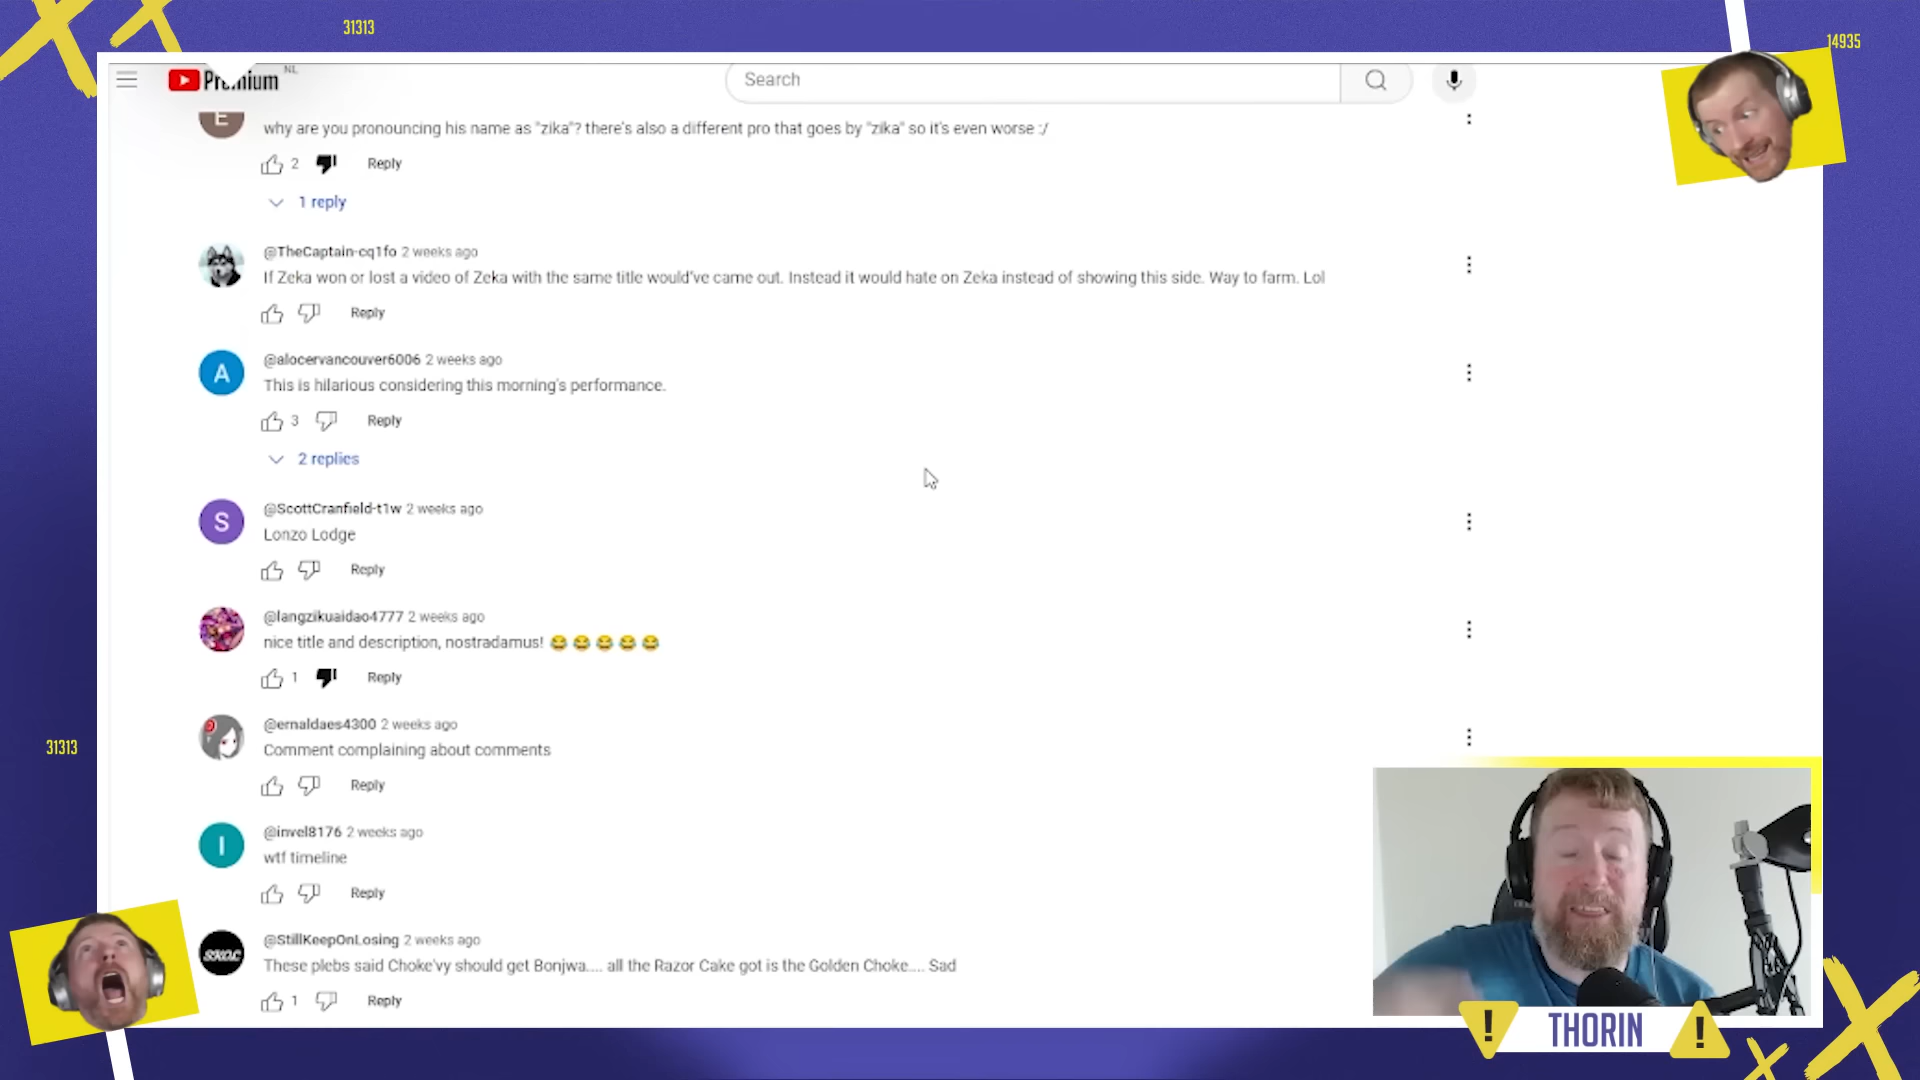 31313
14935
Premium
NL
Search
E
why are you pronouncing his name as "zika"? there's also a different pro that goes by "zika" so it's even worse :/
2 Reply
1 reply
@TheCaptain-cq1fo 2 weeks ago
If Zeka won or lost a video of Zeka with the same title would've came out. Instead it would hate on Zeka instead of showing this side. Way to farm. Lol
Reply
A
@alocervancouver6006 2 weeks ago
This is hilarious considering this morning's performance.
3 Reply
2 replies
S
@ScottCranfield-t1w 2 weeks ago
Lonzo Lodge
Reply
@langzikuaidao4777 2 weeks ago
nice title and description, nostradamus! 😂 😂 😂 😂 😂
1 Reply
31313
@ernaldaes4300 2 weeks ago
Comment complaining about comments
Reply
I
@invel8176 2 weeks ago
wtf timeline
Reply
SKOL
@StillKeepOnLosing 2 weeks ago
These plebs said Choke'vy should get Bonjwa.... all the Razor Cake got is the Golden Choke.... Sad
1 Reply
! THORIN !